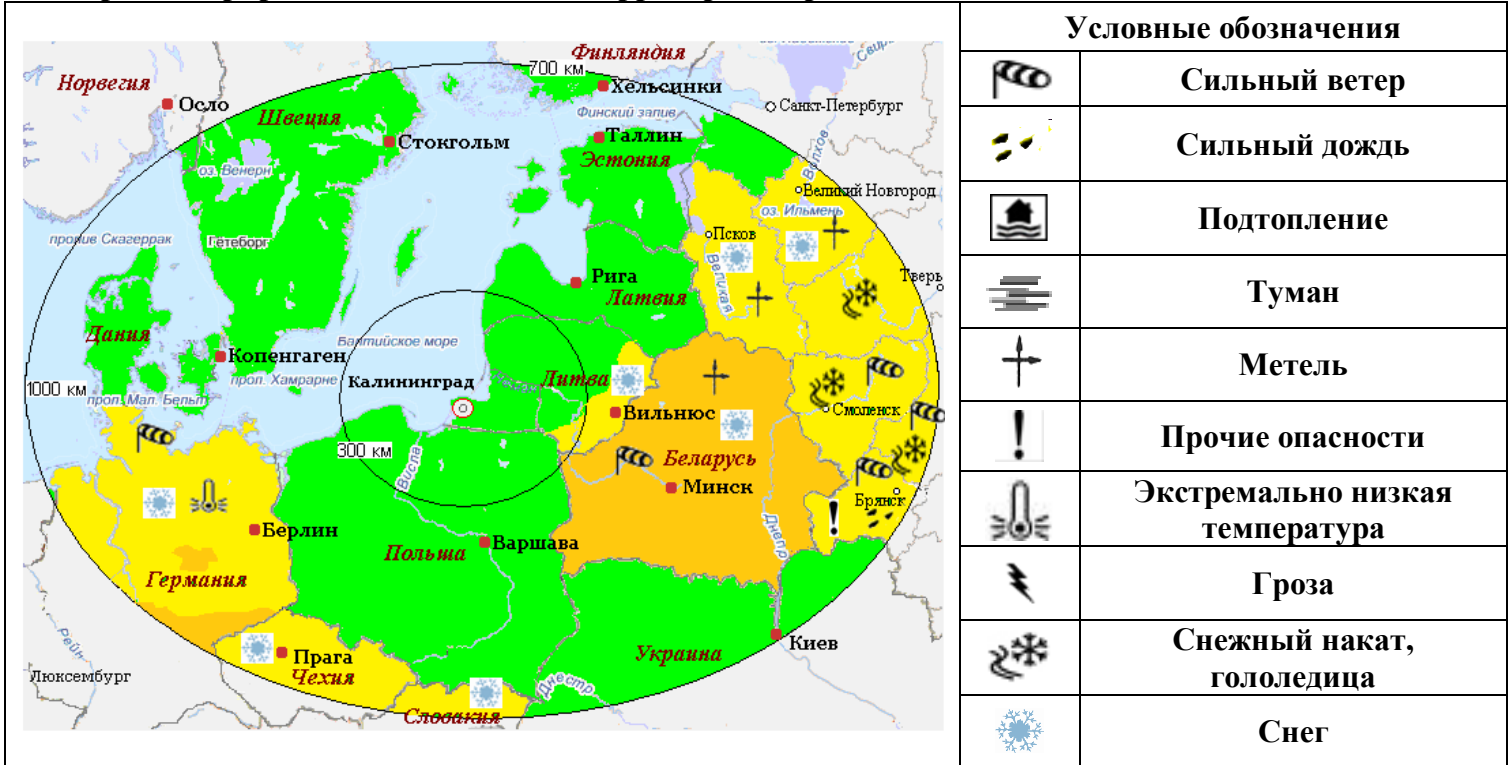 Условные обозначения
Сильный ветер
Сильный дождь
Подтопление
Туман
Метель
Прочие опасности
Экстремально низкая
температура
Гроза
Снежный накат,
гололедица
Снег
Финляндия
700 км
Норвегия
Осло
Хельсинки
Санкт-Петербург
Швеция
Финский залив
Стокгольм
Таллин
Эстония
Волхов
оз. Венерн
Великий Новгород
оз. Ильмень
Псков
пролив Скагеррак
Гетеборг
Великая
Рига
Латвия
Тверь
Дания
Балтийское море
Копенгаген
Калининград
Литва
1000 км
прол. Хамрарне
прол. Мал. Бельт
Вильнюс
Смоленск
300 км
Висла
Беларусь
Минск
Брянск
Берлин
Варшава
Днепр
Польша
Германия
Рейн
Прага
Чехия
Украина
Киев
Люксембург
Днестр
Словакия